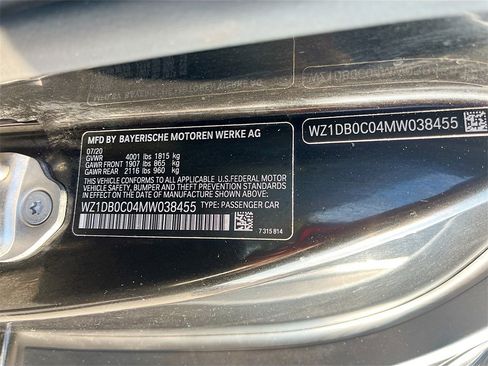 MFD BY BAYERISCHE MOTOREN WERKE AG
07/20
GVWR 4001 lbs 1815 kg
GAWR FRONT 1907 lbs 865 kg
GAWR REAR 2116 lbs 960 kg
THIS VEHICLE CONFORMS TO ALL APPLICABLE U.S.FEDERAL MOTOR
VEHICLE SAFETY, BUMPER AND THEFT PREVENTION STANDARDS
IN EFFECT ON THE DATE OF MANUFACTURE SHOWN ABOVE.
WZ1DB0C04MW038455 TYPE: PASSENGER CAR
7 315 814
WZ1DB0C04MW038455